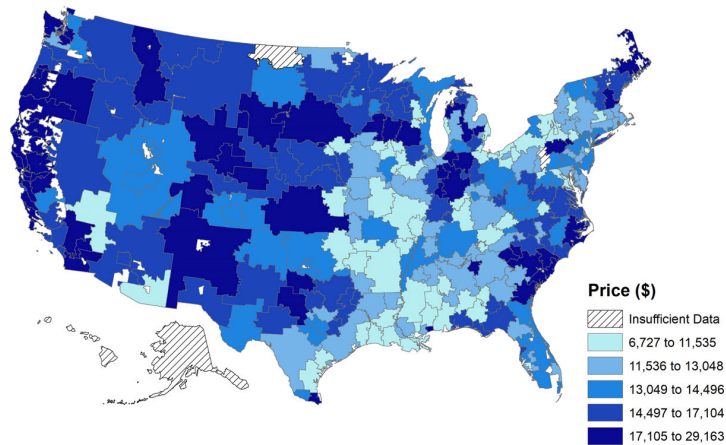 Price ($)
Insufficient Data
6,727 to 11,535
11,536 to 13,048
13,049 to 14,496
14,497 to 17,104
17,105 to 29,163